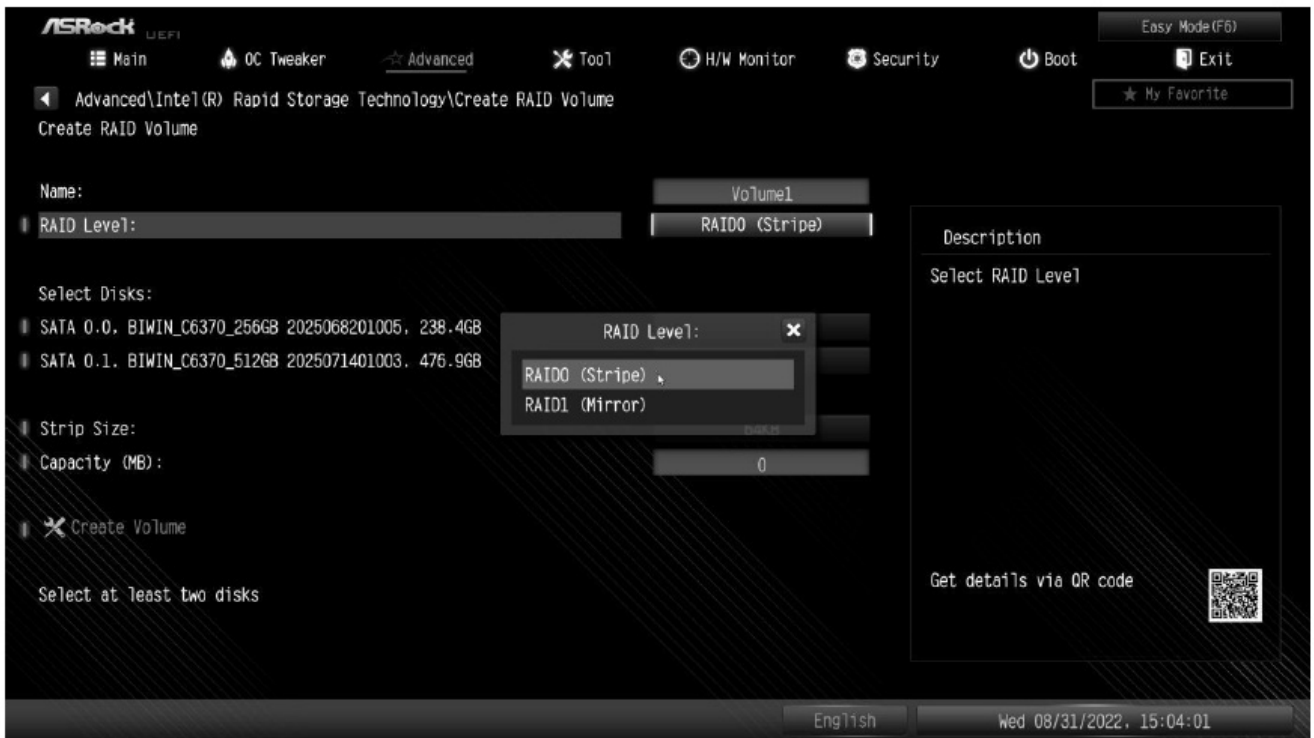 ASRock UEFI
Easy Mode(F6)
Main OC Tweaker Advanced Tool H/W Monitor Security Boot Exit
Advanced\Intel(R) Rapid Storage Technology\Create RAID Volume
My Favorite
Create RAID Volume
Name: Volume1
RAID Level: RAID0 (Stripe)
Description
Select RAID Level
Select Disks:
SATA 0.0, BIWIN_C6370_256GB 2025068201005, 238.4GB
SATA 0.1, BIWIN_C6370_512GB 2025071401003, 476.9GB
RAID Level:
RAID0 (Stripe)
RAID1 (Mirror)
Strip Size: 64KB
Capacity (MB): 0
Create Volume
Select at least two disks
Get details via QR code
English
Wed 08/31/2022, 15:04:01